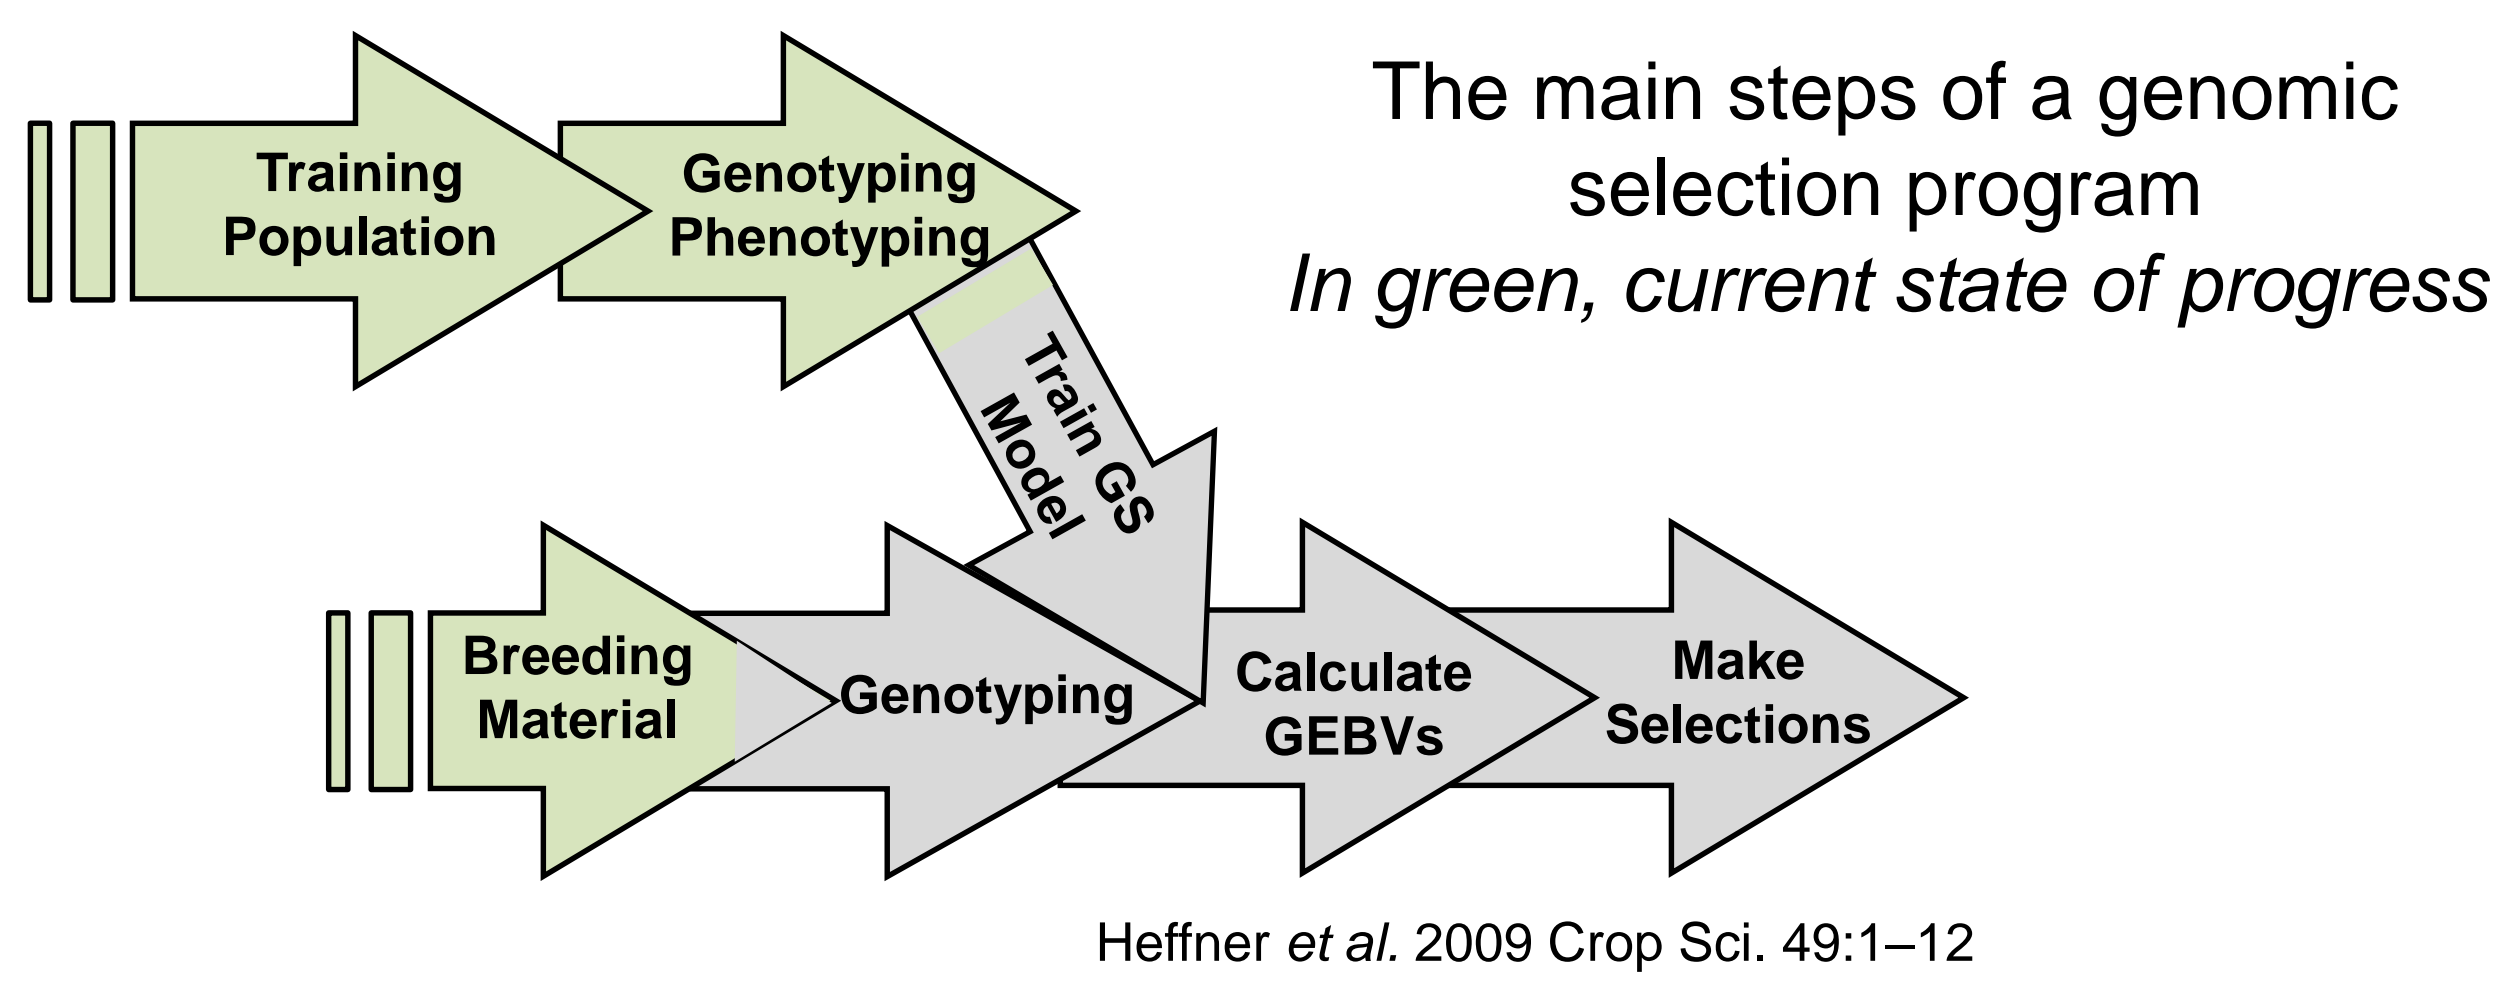 The main steps of a genomic
selection program
In green, current state of progress
Training
Population
Genotyping
Phenotyping
Train GS
Model
Breeding
Material
Genotyping
Calculate
GEBVs
Make
Selections
Heffner et al. 2009 Crop Sci. 49:1–12